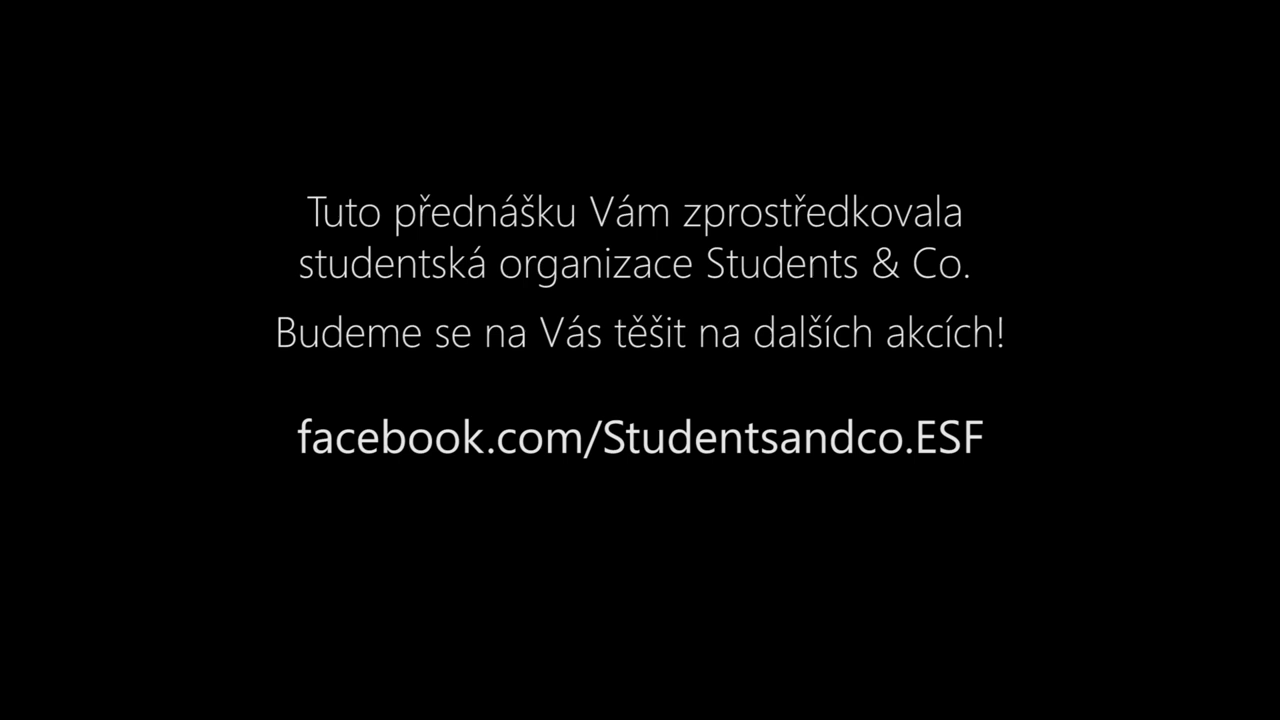 Tuto přednášku Vám zprostředkovala
studentská organizace Students & Co.
Budeme se na Vás těšit na dalších akcích!
facebook.com/Studentsandco.ESF